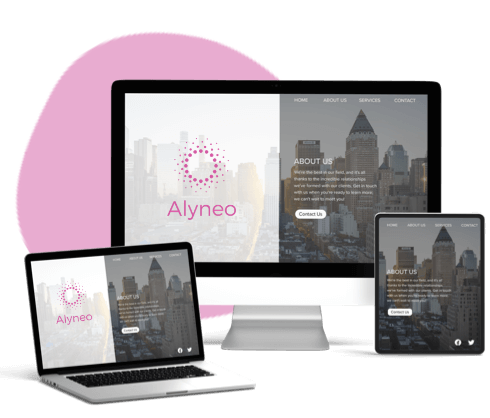 HOME ABOUT US SERVICES CONTACT
ABOUT US
We're the best in our field, and it's all
thanks to the incredible relationships
we've formed with our clients. Get in touch
with us when you're ready to learn more,
we can't wait to meet you!
Contact Us
Alyneo
HOME ABOUT US SERVICES CONTACT
ABOUT US
Contact Us
Alyneo
HOME ABOUT US SERVICES CONTACT
ABOUT US
Contact Us